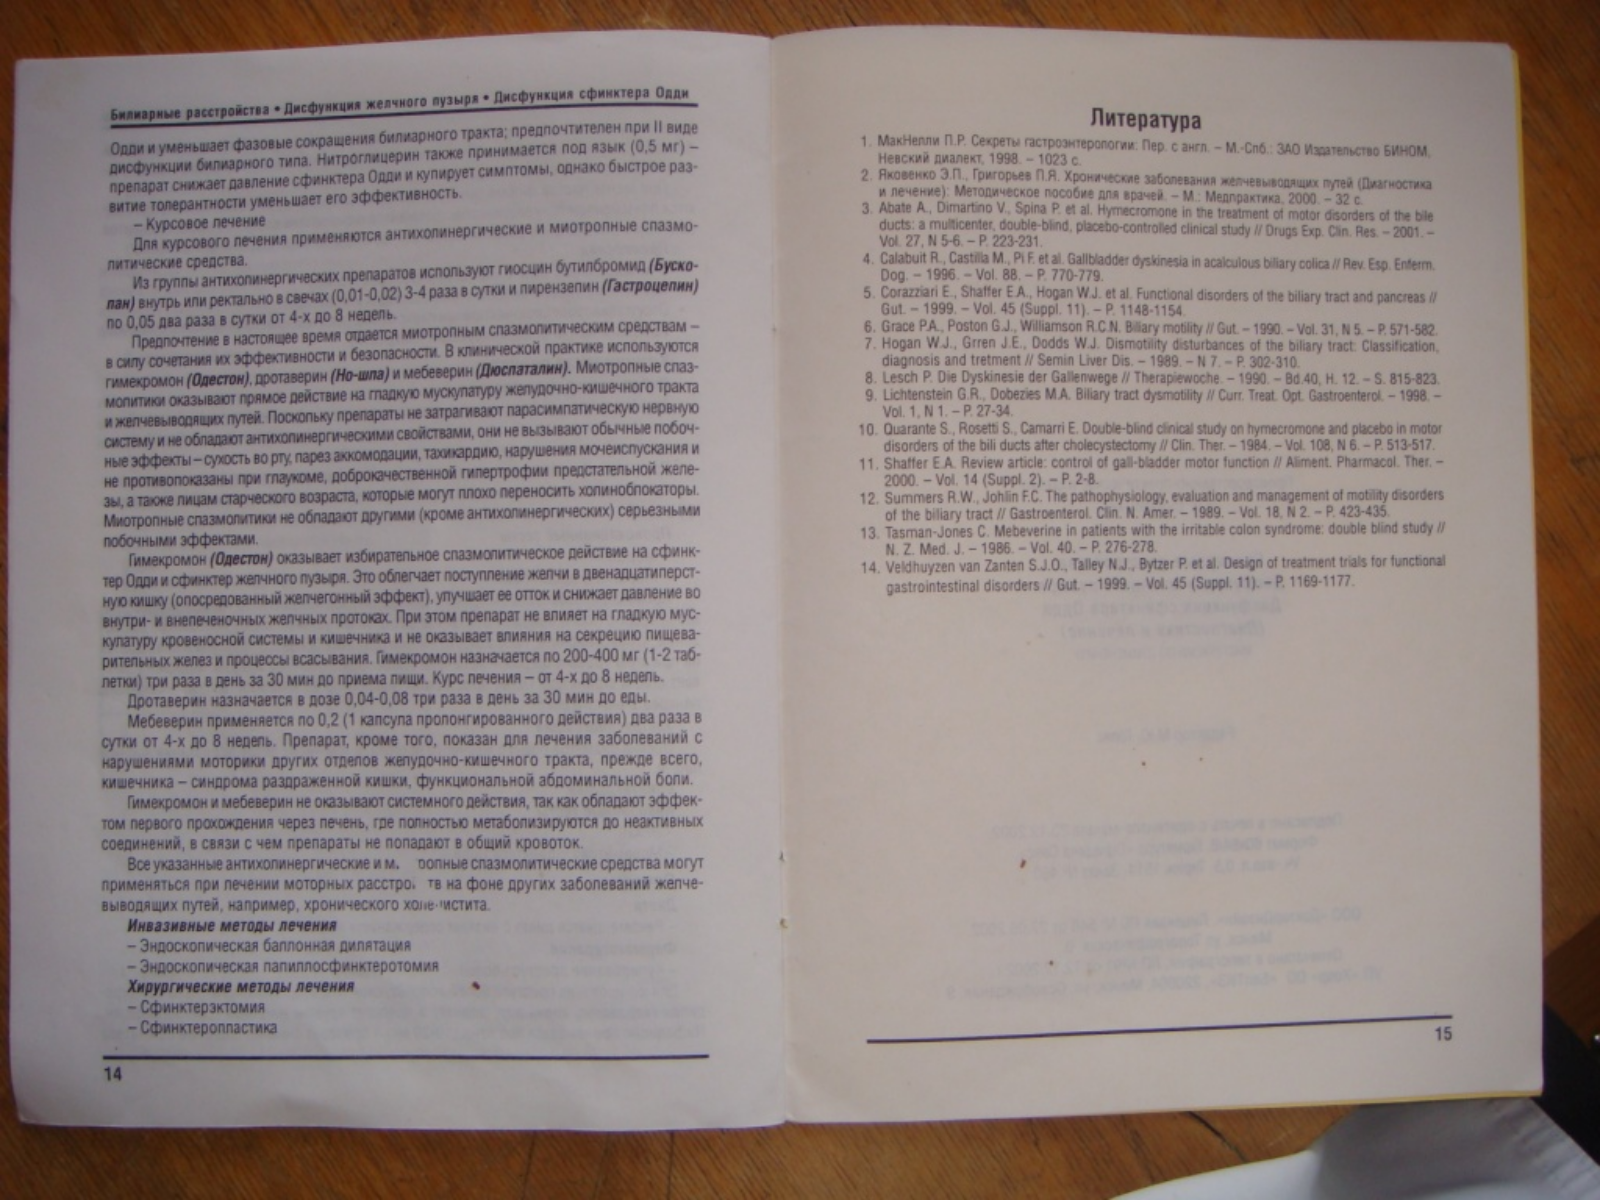 Билиарные расстройства • Дисфункция желчного пузыря • Дисфункция сфинктера Одди
Одди и уменьшает фазовые сокращения билиарного тракта; предпочтителен при II виде
дисфункции билиарного типа. Нитроглицерин также принимается под язык (0,5 мг) –
препарат снижает давление сфинктера Одди и купирует симптомы, однако быстрое раз-
витие толерантности уменьшает его эффективность.
– Курсовое лечение
Для курсового лечения применяются антихолинергические и миотропные спазмо-
литические средства.
Из группы антихолинергических препаратов используют гиосцин бутилбромид (Буско-
пан) внутрь или ректально в свечах (0,01-0,02) 3-4 раза в сутки и пирензепин (Гастроцепин)
по 0,05 два раза в сутки от 4-х до 8 недель.
Предпочтение в настоящее время отдается миотропным спазмолитическим средствам –
в силу сочетания их эффективности и безопасности. В клинической практике используются
гимекромон (Одестон), дротаверин (Но-шпа) и мебеверин (Дюспаталин). Миотропные спаз-
молитики оказывают прямое действие на гладкую мускулатуру желудочно-кишечного тракта
и желчевыводящих путей. Поскольку препараты не затрагивают парасимпатическую нервную
систему и не обладают антихолинергическими свойствами, они не вызывают обычные побоч-
ные эффекты – сухость во рту, парез аккомодации, тахикардию, нарушения мочеиспускания и
не противопоказаны при глаукоме, доброкачественной гипертрофии предстательной желе-
зы, а также лицам старческого возраста, которые могут плохо переносить холиноблокаторы.
Миотропные спазмолитики не обладают другими (кроме антихолинергических) серьезными
побочными эффектами.
Гимекромон (Одестон) оказывает избирательное спазмолитическое действие на сфинк-
тер Одди и сфинктер желчного пузыря. Это облегчает поступление желчи в двенадцатиперст-
ную кишку (опосредованный желчегонный эффект), улучшает ее отток и снижает давление во
внутри- и внепеченочных желчных протоках. При этом препарат не влияет на гладкую мус-
кулатуру кровеносной системы и кишечника и не оказывает влияния на секрецию пищева-
рительных желез и процессы всасывания. Гимекромон назначается по 200-400 мг (1-2 таб-
летки) три раза в день за 30 мин до приема пищи. Курс лечения – от 4-х до 8 недель.
Дротаверин назначается в дозе 0,04-0,08 три раза в день за 30 мин до еды.
Мебеверин применяется по 0,2 (1 капсула пролонгированного действия) два раза в
сутки от 4-х до 8 недель. Препарат, кроме того, показан для лечения заболеваний с
нарушениями моторики других отделов желудочно-кишечного тракта, прежде всего,
кишечника – синдрома раздраженной кишки, функциональной абдоминальной боли.
Гимекромон и мебеверин не оказывают системного действия, так как обладают эффек-
том первого прохождения через печень, где полностью метаболизируются до неактивных
соединений, в связи с чем препараты не попадают в общий кровоток.
Все указанные антихолинергические и м. ропные спазмолитические средства могут
применяться при лечении моторных расстро. тв на фоне других заболеваний желче-
выводящих путей, например, хронического холецистита.
Инвазивные методы лечения
– Эндоскопическая баллонная дилятация
– Эндоскопическая папиллосфинктеротомия
Хирургические методы лечения
– Сфинктерэктомия
– Сфинктеропластика
14
Литература
1. МакНелли П.Р. Секреты гастроэнтерологии: Пер. с англ. – М.-Спб.: ЗАО Издательство БИНОМ,
Невский диалект, 1998. – 1023 с.
2. Яковенко Э.П., Григорьев П.Я. Хронические заболевания желчевыводящих путей (Диагностика
и лечение): Методическое пособие для врачей. – М.: Медпрактика, 2000. – 32 с.
3. Abate A., Dimartino V., Spina P. et al. Hymecromone in the treatment of motor disorders of the bile
ducts: a multicenter, double-blind, placebo-controlled clinical study // Drugs Exp. Clin. Res. – 2001. –
Vol. 27, N 5-6. – P. 223-231.
4. Calabuit R., Castilla M., Pi F. et al. Gallbladder dyskinesia in acalculous biliary colica // Rev. Esp. Enferm.
Dog. – 1996. – Vol. 88. – P. 770-779.
5. Corazziari E., Shaffer E.A., Hogan W.J. et al. Functional disorders of the biliary tract and pancreas //
Gut. – 1999. – Vol. 45 (Suppl. 11). – P. 1148-1154.
6. Grace P.A., Poston G.J., Williamson R.C.N. Biliary motility // Gut. – 1990. – Vol. 31, N 5. – P. 571-582.
7. Hogan W.J., Grren J.E., Dodds W.J. Dismotility disturbances of the biliary tract: Classification,
diagnosis and tretment // Semin Liver Dis. – 1989. – N 7. – P. 302-310.
8. Lesch P. Die Dyskinesie der Gallenwege // Therapiewoche. – 1990. – Bd.40, H. 12. – S. 815-823.
9. Lichtenstein G.R., Dobezies M.A. Biliary tract dysmotility // Curr. Treat. Opt. Gastroenterol. – 1998. –
Vol. 1, N 1. – P. 27-34.
10. Quarante S., Rosetti S., Camarri E. Double-blind clinical study on hymecromone and placebo in motor
disorders of the bili ducts after cholecystectomy // Clin. Ther. – 1984. – Vol. 108, N 6. – P. 513-517.
11. Shaffer E.A. Review article: control of gall-bladder motor function // Aliment. Pharmacol. Ther. –
2000. – Vol. 14 (Suppl. 2). – P. 2-8.
12. Summers R.W., Johlin F.C. The pathophysiology, evaluation and management of motility disorders
of the biliary tract // Gastroenterol. Clin. N. Amer. – 1989. – Vol. 18, N 2. – P. 423-435.
13. Tasman-Jones C. Mebeverine in patients with the irritable colon syndrome: double blind study //
N. Z. Med. J. – 1986. – Vol. 40. – P. 276-278.
14. Veldhuyzen van Zanten S.J.O., Talley N.J., Bytzer P. et al. Design of treatment trials for functional
gastrointestinal disorders // Gut. – 1999. – Vol. 45 (Suppl. 11). – P. 1169-1177.
15